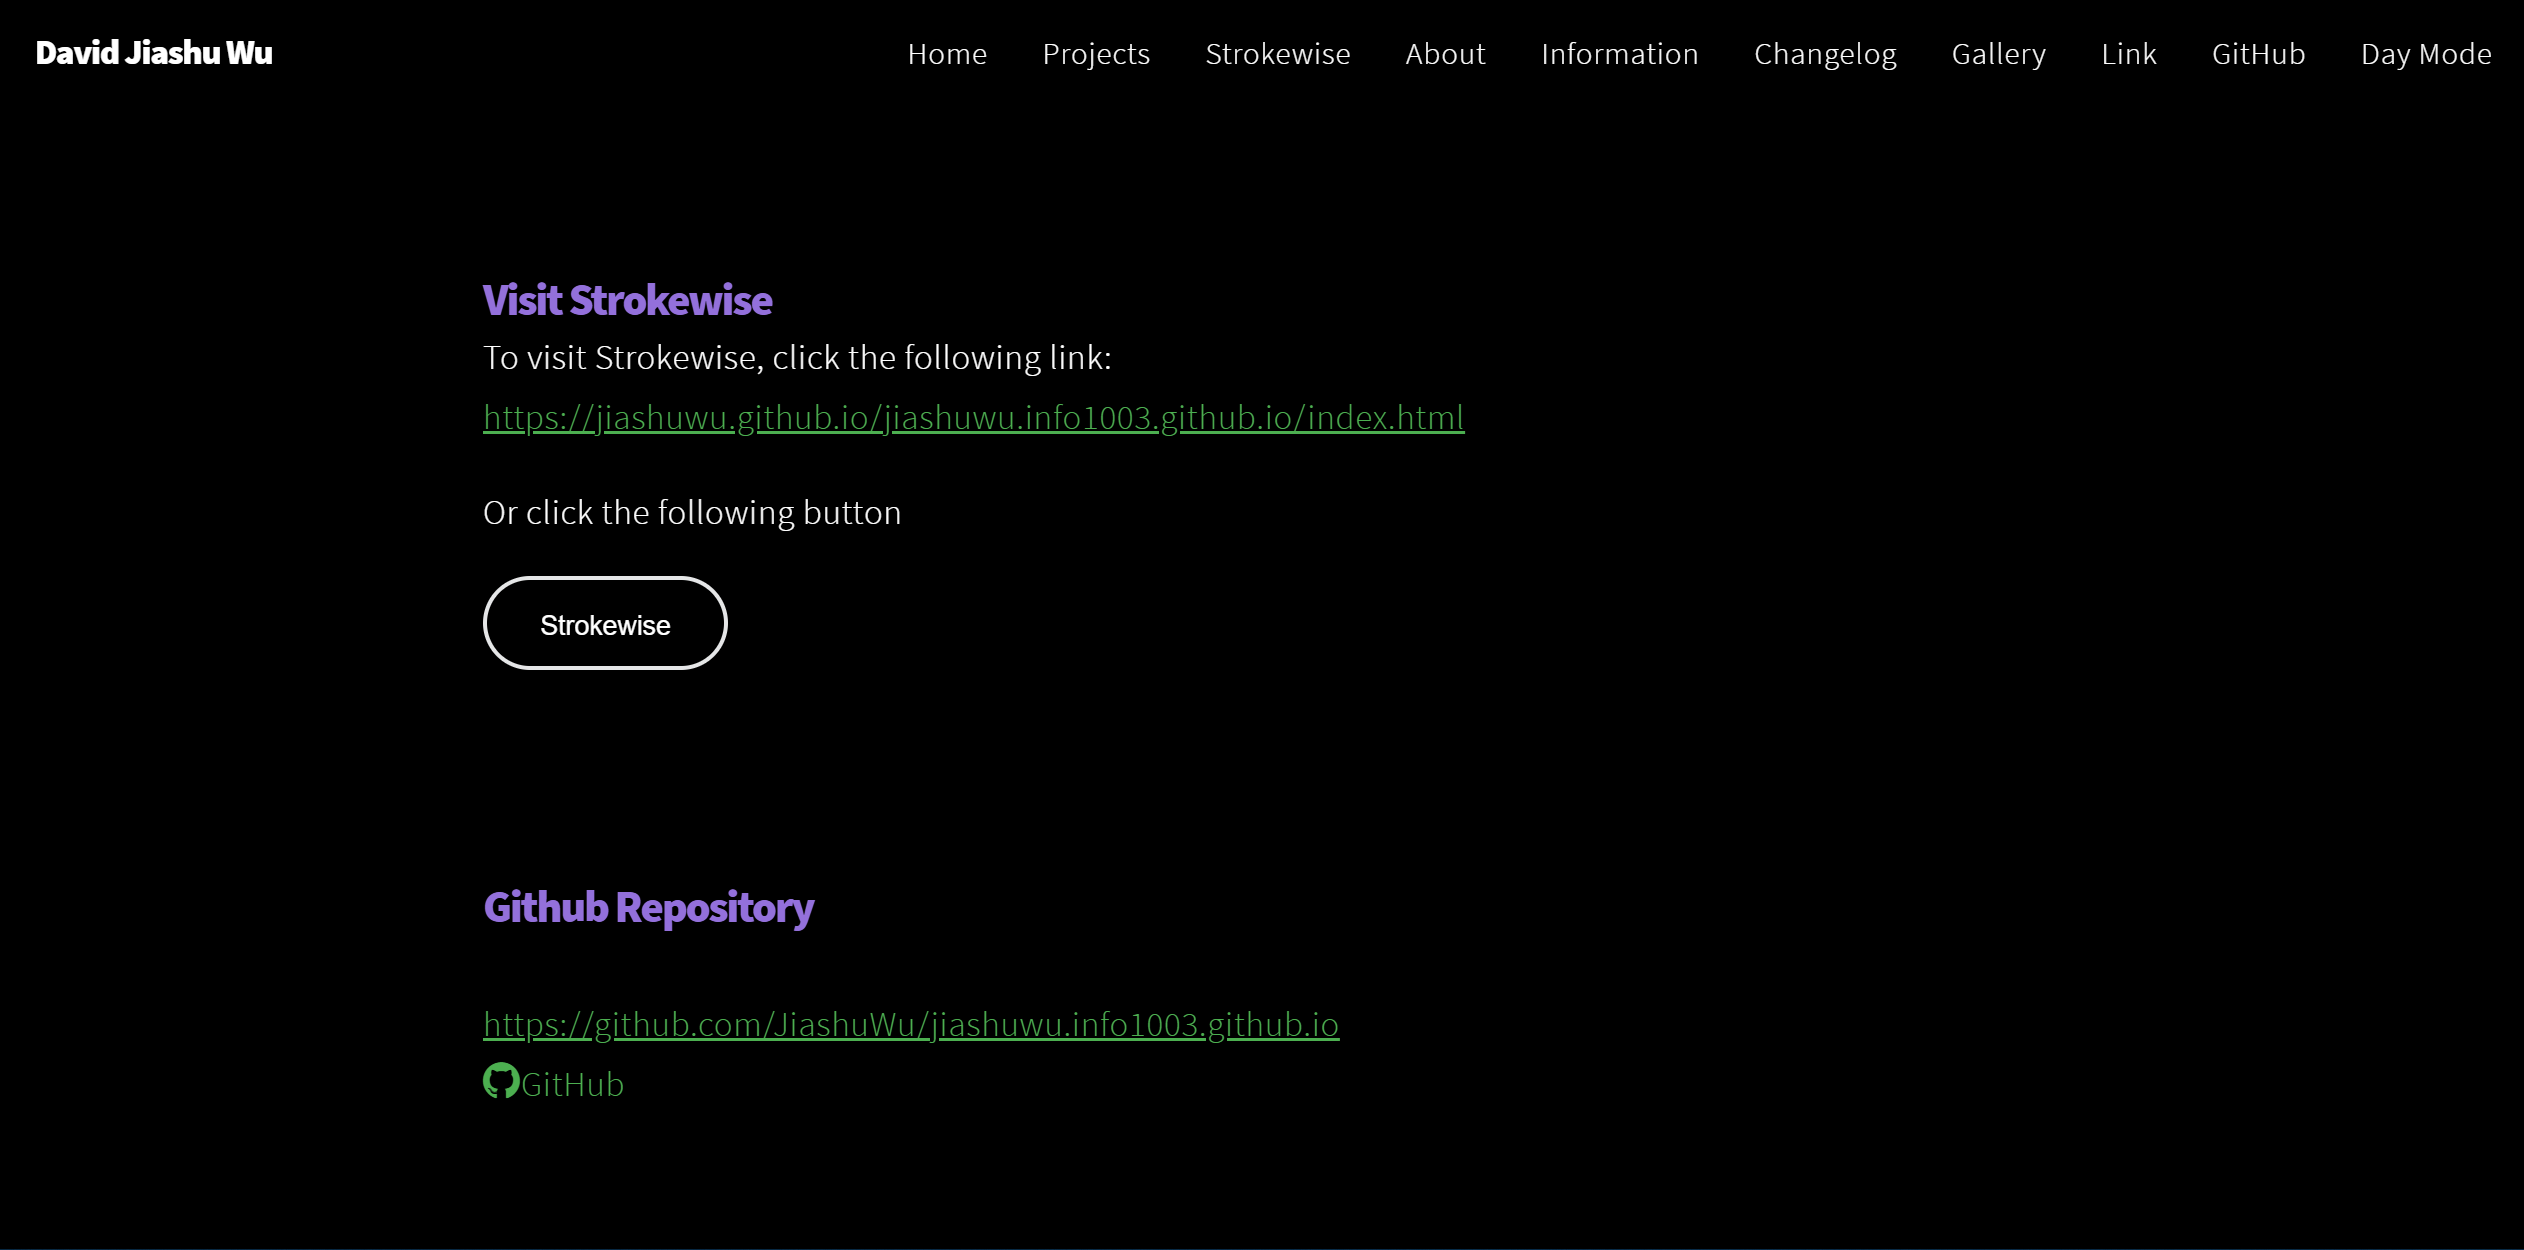 David Jiashu Wu
Home Projects Strokewise About Information Changelog Gallery Link GitHub Day Mode
Visit Strokewise
To visit Strokewise, click the following link:
https://jiashuwu.github.io/jiashuwu.info1003.github.io/index.html
Or click the following button
Strokewise
Github Repository
https://github.com/JiashuWu/jiashuwu.info1003.github.io
GitHub